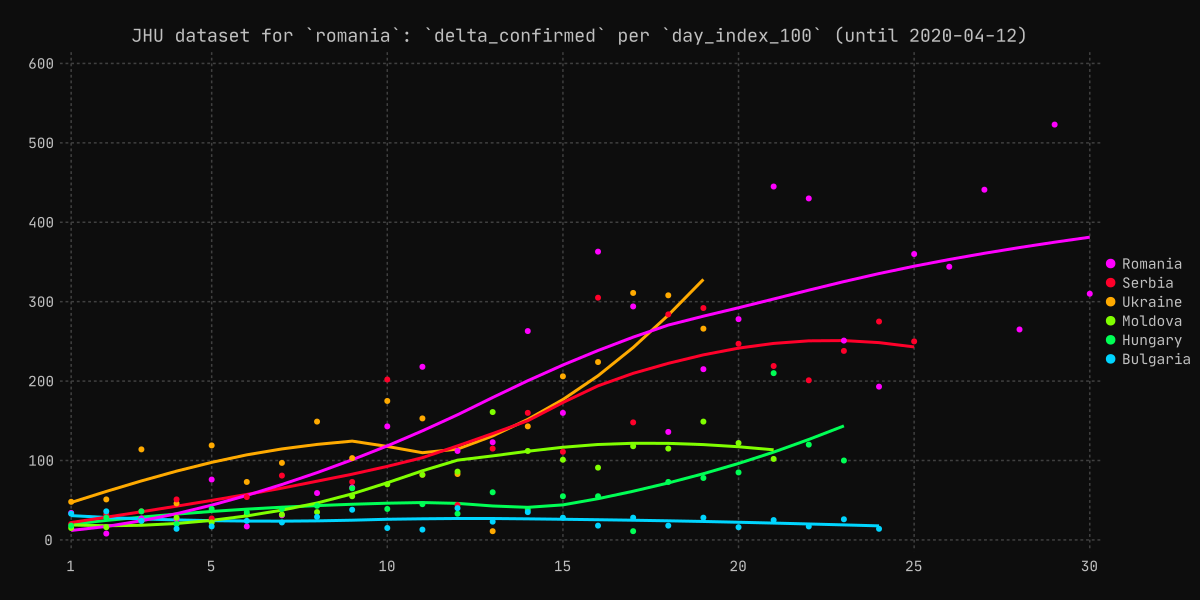 JHU dataset for `romania`: `delta_confirmed` per `day_index_100` (until 2020-04-12)
600
500
400
300
200
100
0
1 5 10 15 20 25 30
Romania
Serbia
Ukraine
Moldova
Hungary
Bulgaria